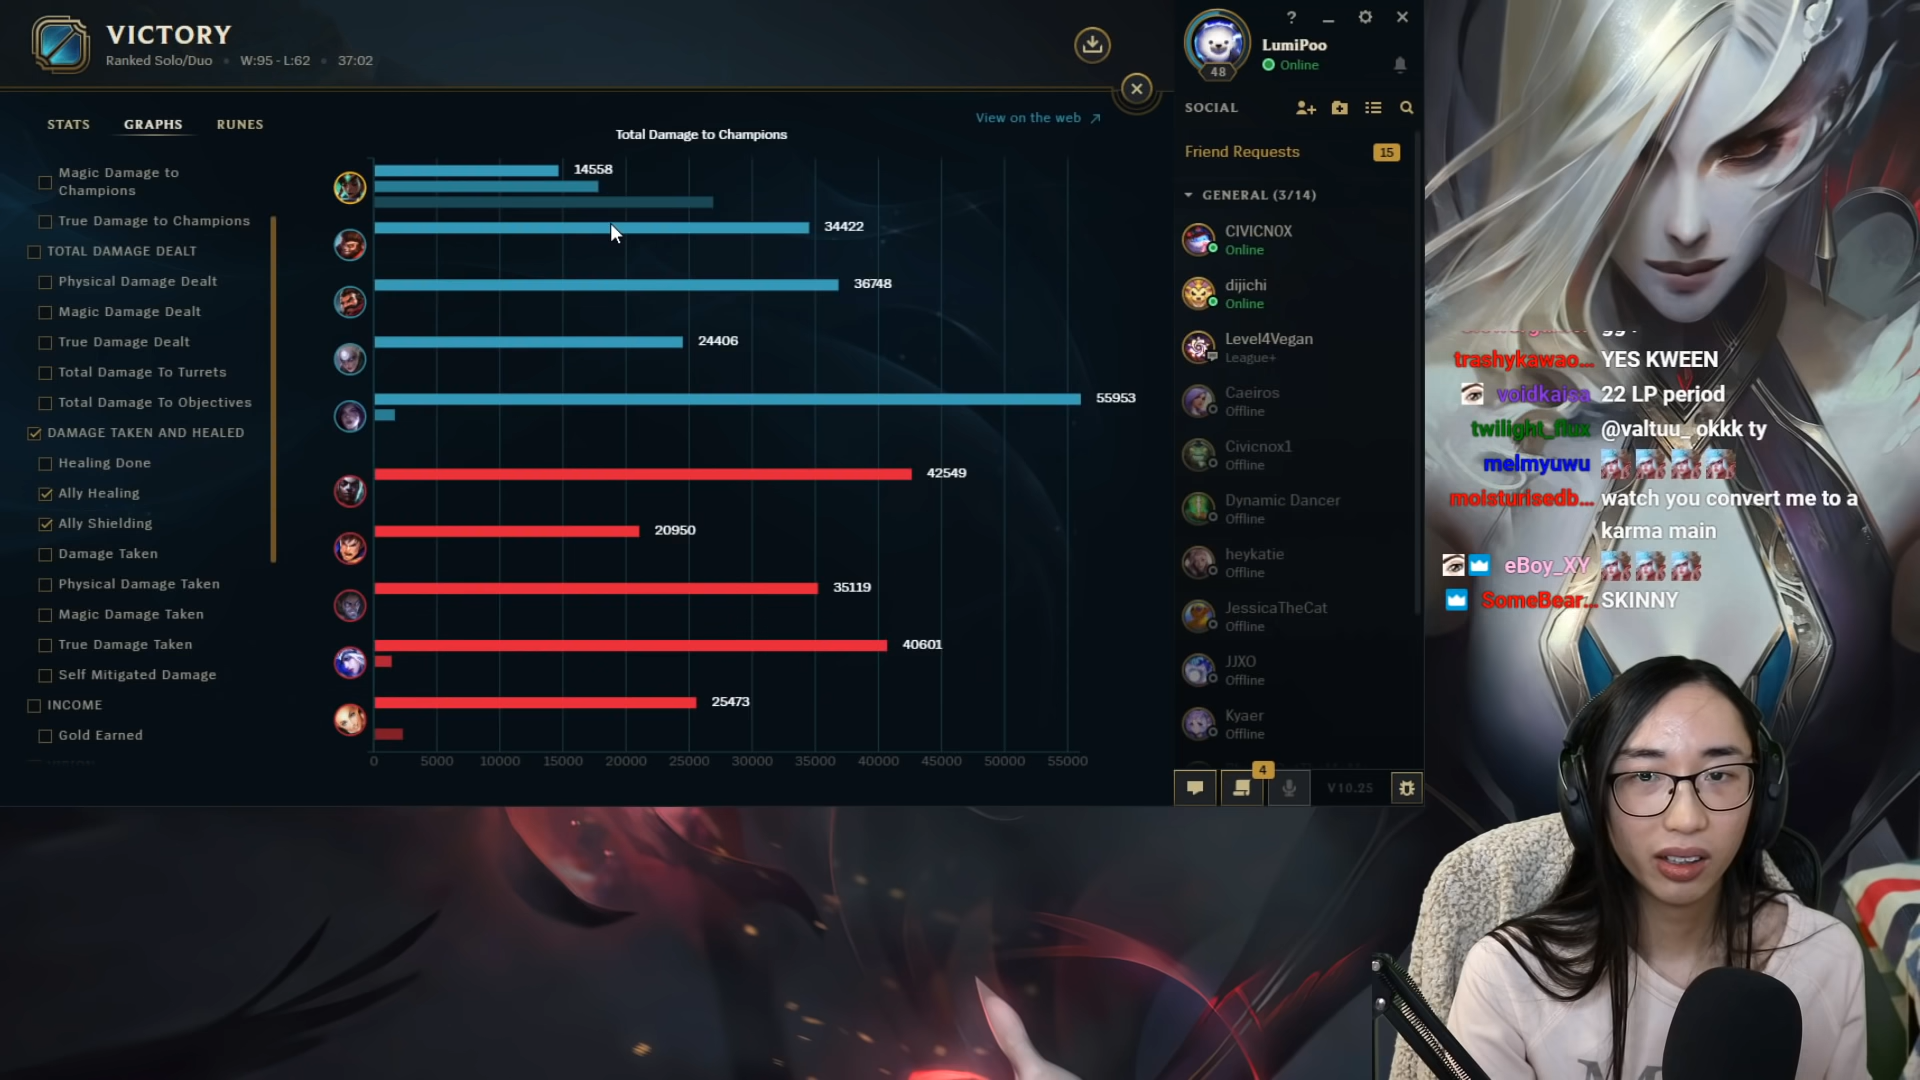 VICTORY
Ranked Solo/Duo • W:95 - L:62 • 37:02
STATS
GRAPHS
RUNES
View on the web
Total Damage to Champions
Magic Damage to
Champions
True Damage to Champions
TOTAL DAMAGE DEALT
Physical Damage Dealt
Magic Damage Dealt
True Damage Dealt
Total Damage To Turrets
Total Damage To Objectives
DAMAGE TAKEN AND HEALED
Healing Done
Ally Healing
Ally Shielding
Damage Taken
Physical Damage Taken
Magic Damage Taken
True Damage Taken
Self Mitigated Damage
INCOME
Gold Earned
14558
34422
36748
24406
55953
42549
20950
35119
40601
25473
0 5000 10000 15000 20000 25000 30000 35000 40000 45000 50000 55000
48
LumiPoo
Online
?
SOCIAL
Friend Requests
15
GENERAL (3/14)
CIVICN0X
Online
dijichi
Online
Level4Vegan
League+
Caeiros
Offline
Civicnox1
Offline
Dynamic Dancer
Offline
heykatie
Offline
JessicaTheCat
Offline
JJXO
Offline
Kyaer
Offline
4
V10.25
trashykawao... YES KWEEN
voidkaisa 22 LP period
twilight_flux @valtuu_ okkk ty
melmyuwu
moisturisedb... watch you convert me to a
karma main
eBoy_XY
SomeBear... SKINNY